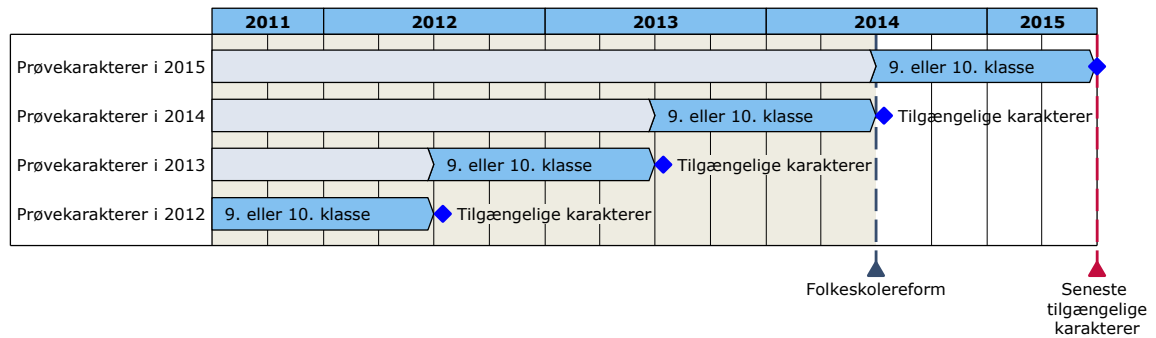 2011 2012 2013 2014 2015
Prøvekarakterer i 2015 9. eller 10. klasse
Prøvekarakterer i 2014 9. eller 10. klasse Tilgængelige karakterer
Prøvekarakterer i 2013 9. eller 10. klasse Tilgængelige karakterer
Prøvekarakterer i 2012 9. eller 10. klasse Tilgængelige karakterer
Folkeskolereform
Seneste
tilgængelige
karakterer